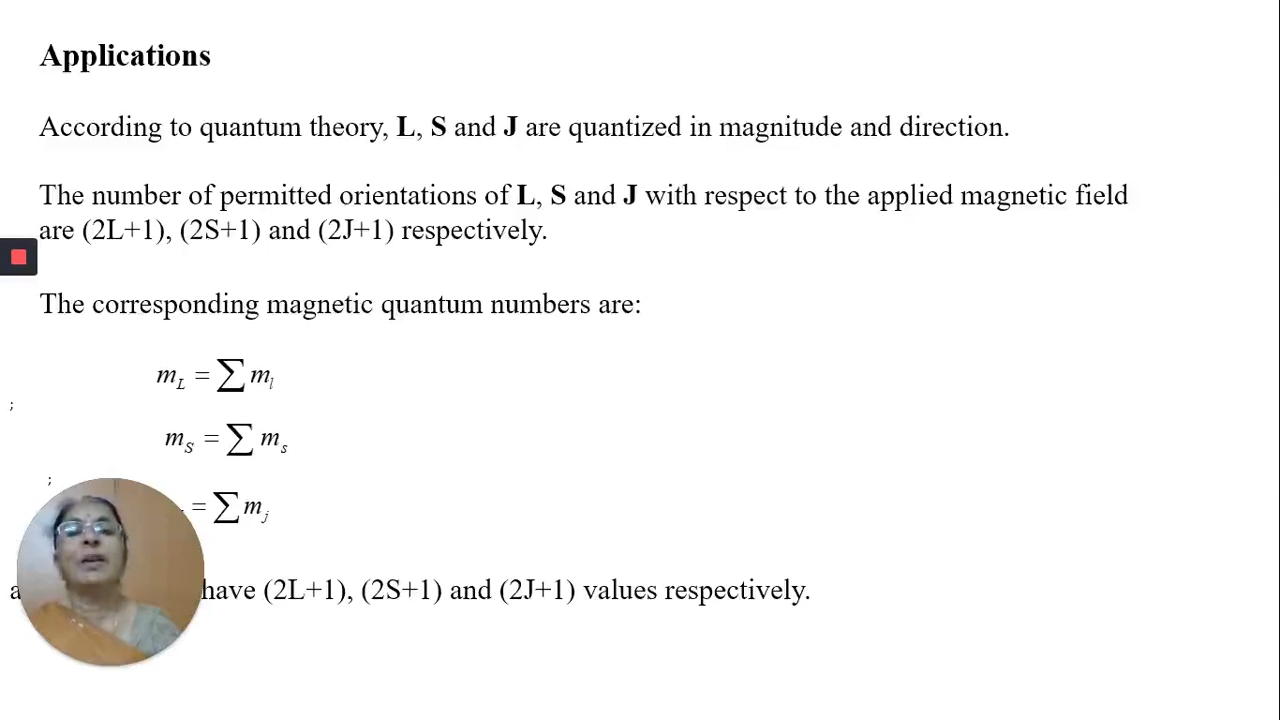 Applications
According to quantum theory, L, S and J are quantized in magnitude and direction.
The number of permitted orientations of L, S and J with respect to the applied magnetic field
are (2L+1), (2S+1) and (2J+1) respectively.
The corresponding magnetic quantum numbers are:
m_L = ∑ m_l
;
m_S = ∑ m_s
;
= ∑ m_j
have (2L+1), (2S+1) and (2J+1) values respectively.